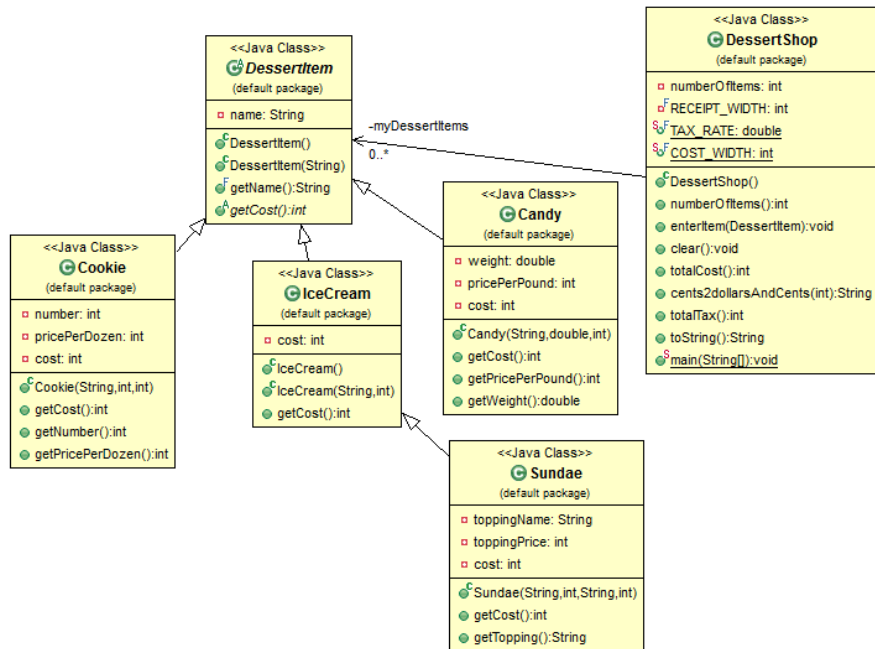 <<Java Class>>
DessertItem
(default package)
name: String
DessertItem()
DessertItem(String)
getName():String
getCost():int
-myDessertItems
0..*
<<Java Class>>
DessertShop
(default package)
numberOfItems: int
RECEIPT_WIDTH: int
TAX_RATE: double
COST_WIDTH: int
DessertShop()
numberOfItems():int
enterItem(DessertItem):void
clear():void
totalCost():int
cents2dollarsAndCents(int):String
totalTax():int
toString():String
main(String[]):void
<<Java Class>>
Cookie
(default package)
number: int
pricePerDozen: int
cost: int
Cookie(String,int,int)
getCost():int
getNumber():int
getPricePerDozen():int
<<Java Class>>
IceCream
(default package)
cost: int
IceCream()
IceCream(String,int)
getCost():int
<<Java Class>>
Candy
(default package)
weight: double
pricePerPound: int
cost: int
Candy(String,double,int)
getCost():int
getPricePerPound():int
getWeight():double
<<Java Class>>
Sundae
(default package)
toppingName: String
toppingPrice: int
cost: int
Sundae(String,int,String,int)
getCost():int
getTopping():String